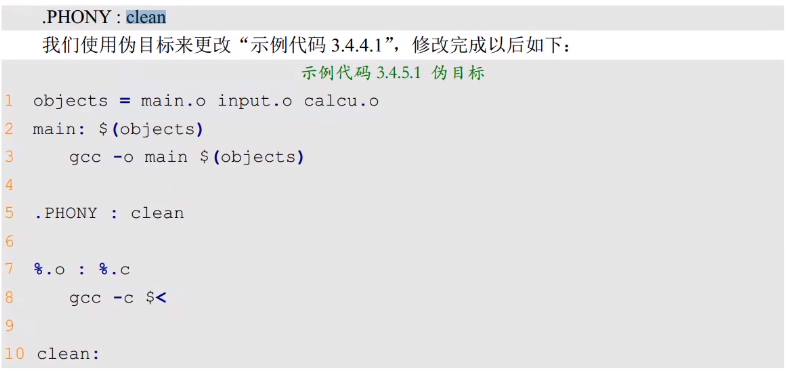 .PHONY : clean
我们使用伪目标来更改“示例代码 3.4.4.1”，修改完成以后如下：
示例代码 3.4.5.1 伪目标
1 objects = main.o input.o calcu.o
2 main: $(objects)
3 gcc -o main $(objects)
4
5 .PHONY : clean
6
7 %.o : %.c
8 gcc -c $<
9
10 clean: